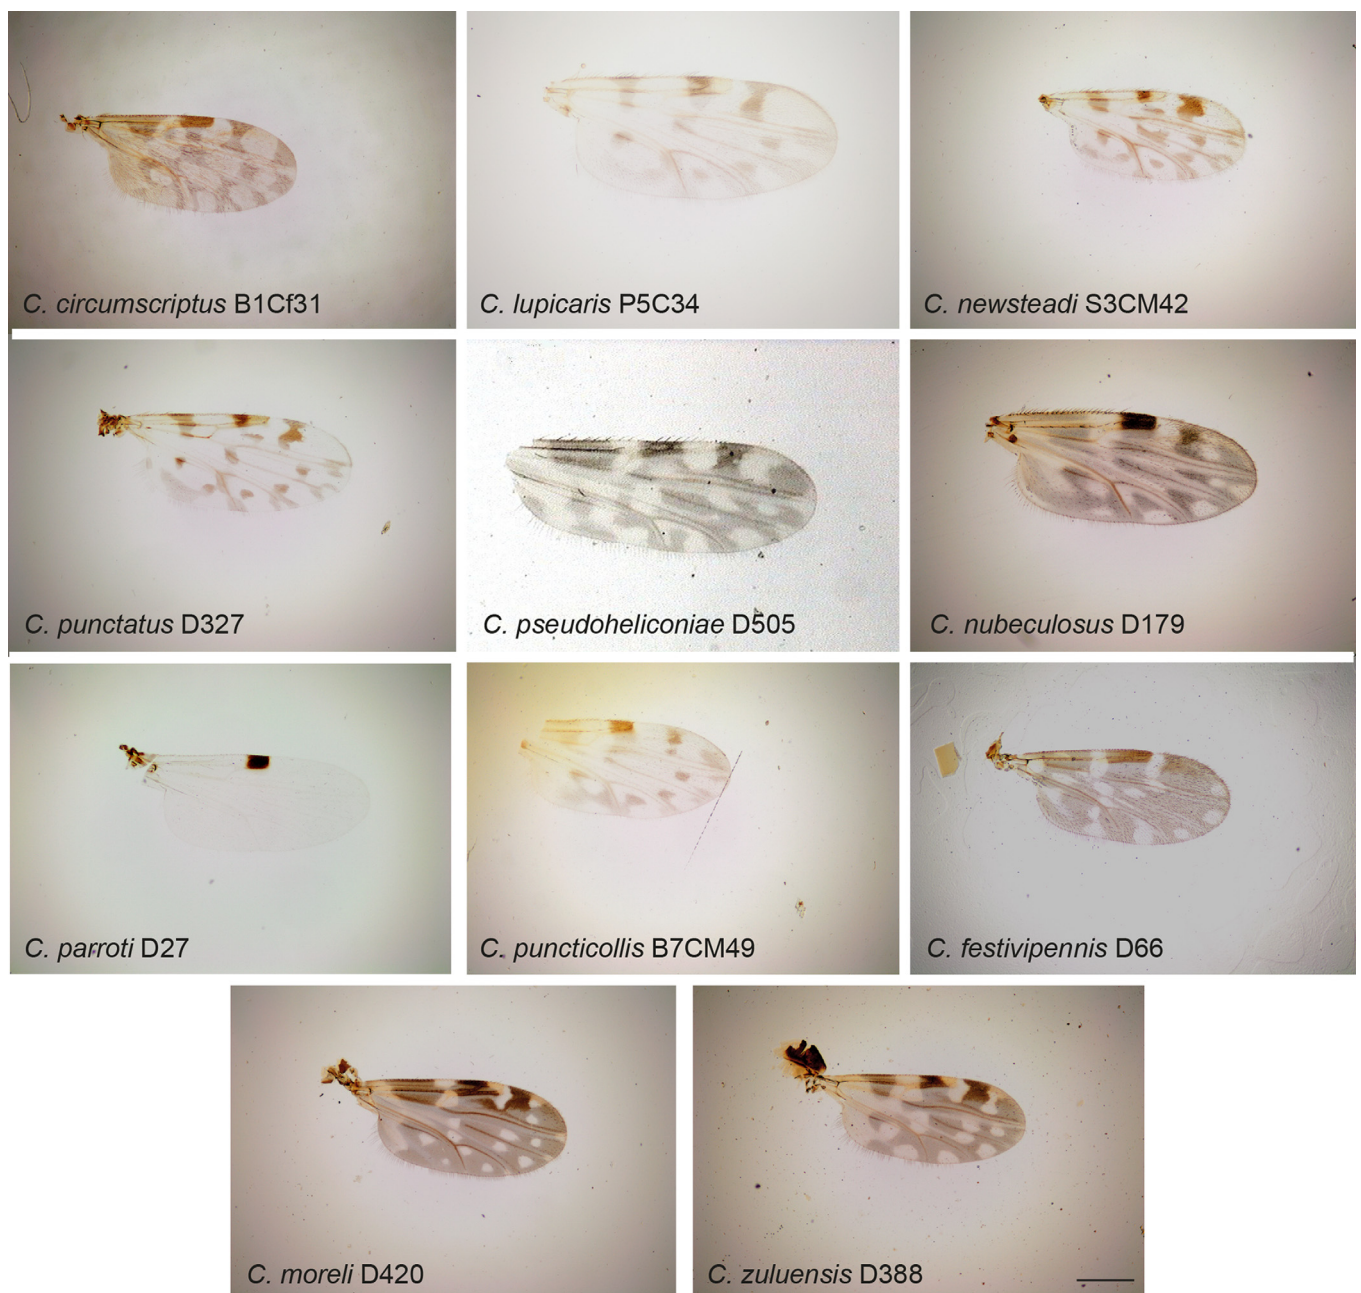 C. circumscriptus B1Cf31
C. lupicaris P5C34
C. newsteadi S3CM42
C. punctatus D327
C. pseudoheliconiae D505
C. nubeculosus D179
C. parroti D27
C. puncticollis B7CM49
C. festivipennis D66
C. moreli D420
C. zuluensis D388